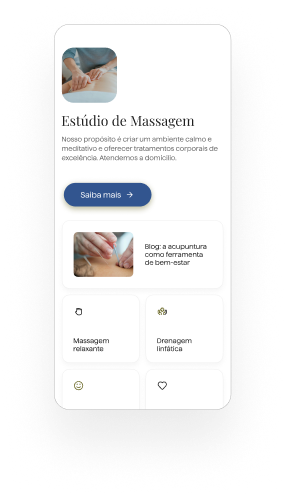 Estúdio de Massagem
Nosso propósito é criar um ambiente calmo e
meditativo e oferecer tratamentos corporais de
excelência. Atendemos a domicílio.
Saiba mais
Blog: a acupuntura
como ferramenta
de bem-estar
Massagem
relaxante
Drenagem
linfática